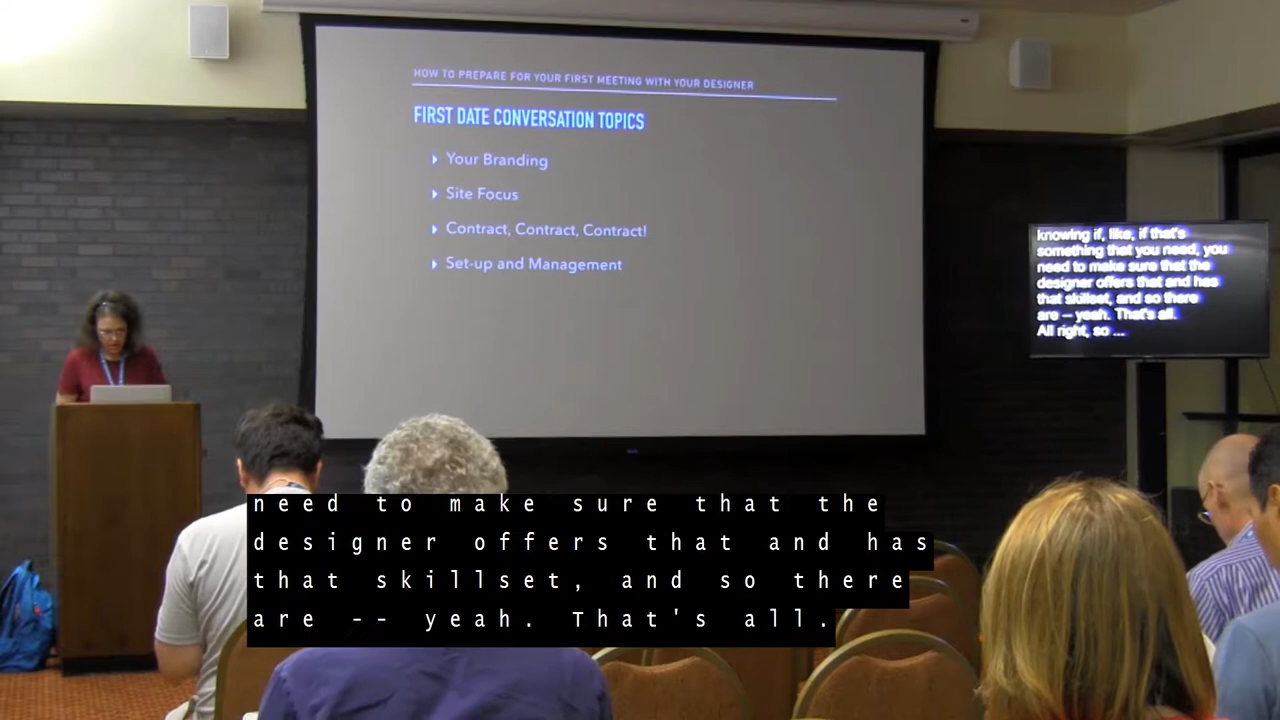 HOW TO PREPARE FOR YOUR FIRST MEETING WITH YOUR DESIGNER
FIRST DATE CONVERSATION TOPICS
Your Branding
Site Focus
Contract, Contract, Contract!
Set-up and Management
knowing if, like, if that's
something that you need, you
need to make sure that the
designer offers that and has
that skillset, and so there
are -- yeah. That's all.
All right, so ...
need to make sure that the
designer offers that and has
that skillset, and so there
are -- yeah. That's all.